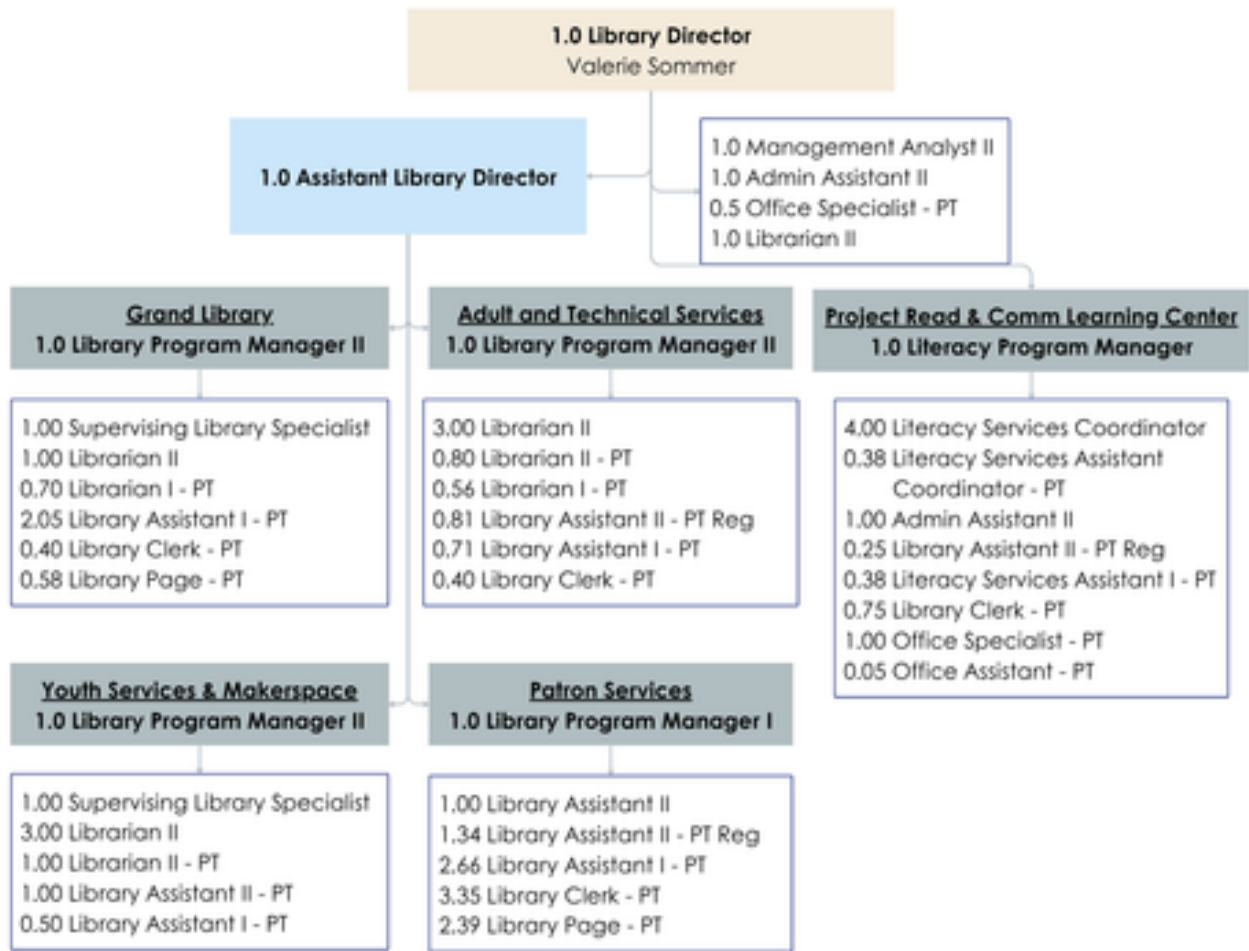 1.0 Library Director
Valerie Sommer
1.0 Assistant Library Director
1.0 Management Analyst II
1.0 Admin Assistant II
0.5 Office Specialist - PT
1.0 Librarian II
Grand Library
1.0 Library Program Manager II
1.00 Supervising Library Specialist
1.00 Librarian II
0.70 Librarian I - PT
2.05 Library Assistant I - PT
0.40 Library Clerk - PT
0.58 Library Page - PT
Adult and Technical Services
1.0 Library Program Manager II
3.00 Librarian II
0.80 Librarian II - PT
0.56 Librarian I - PT
0.81 Library Assistant II - PT Reg
0.71 Library Assistant I - PT
0.40 Library Clerk - PT
Project Read & Comm Learning Center
1.0 Literacy Program Manager
4.00 Literacy Services Coordinator
0.38 Literacy Services Assistant
Coordinator - PT
1.00 Admin Assistant II
0.25 Library Assistant II - PT Reg
0.38 Literacy Services Assistant I - PT
0.75 Library Clerk - PT
1.00 Office Specialist - PT
0.05 Office Assistant - PT
Youth Services & Makerspace
1.0 Library Program Manager II
1.00 Supervising Library Specialist
3.00 Librarian II
1.00 Librarian II - PT
1.00 Library Assistant II - PT
0.50 Library Assistant I - PT
Patron Services
1.0 Library Program Manager I
1.00 Library Assistant II
1.34 Library Assistant II - PT Reg
2.66 Library Assistant I - PT
3.35 Library Clerk - PT
2.39 Library Page - PT